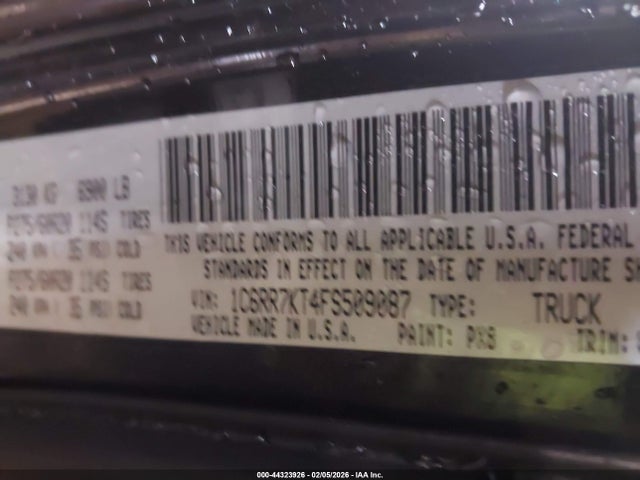 3130 KG 6900 LB
P275/60R20 114S TIRES
240 KPA / 35 PSI COLD
P275/60R20 114S TIRES
240 KPA / 35 PSI COLD
THIS VEHICLE CONFORMS TO ALL APPLICABLE U.S.A. FEDERAL
STANDARDS IN EFFECT ON THE DATE OF MANUFACTURE SH
VIN: 1C6RR7KT4FS509087 TYPE: TRUCK
VEHICLE MADE IN U.S.A. PAINT: PX8 TRIM:
000-44323926 - 02/05/2026 - IAA Inc.